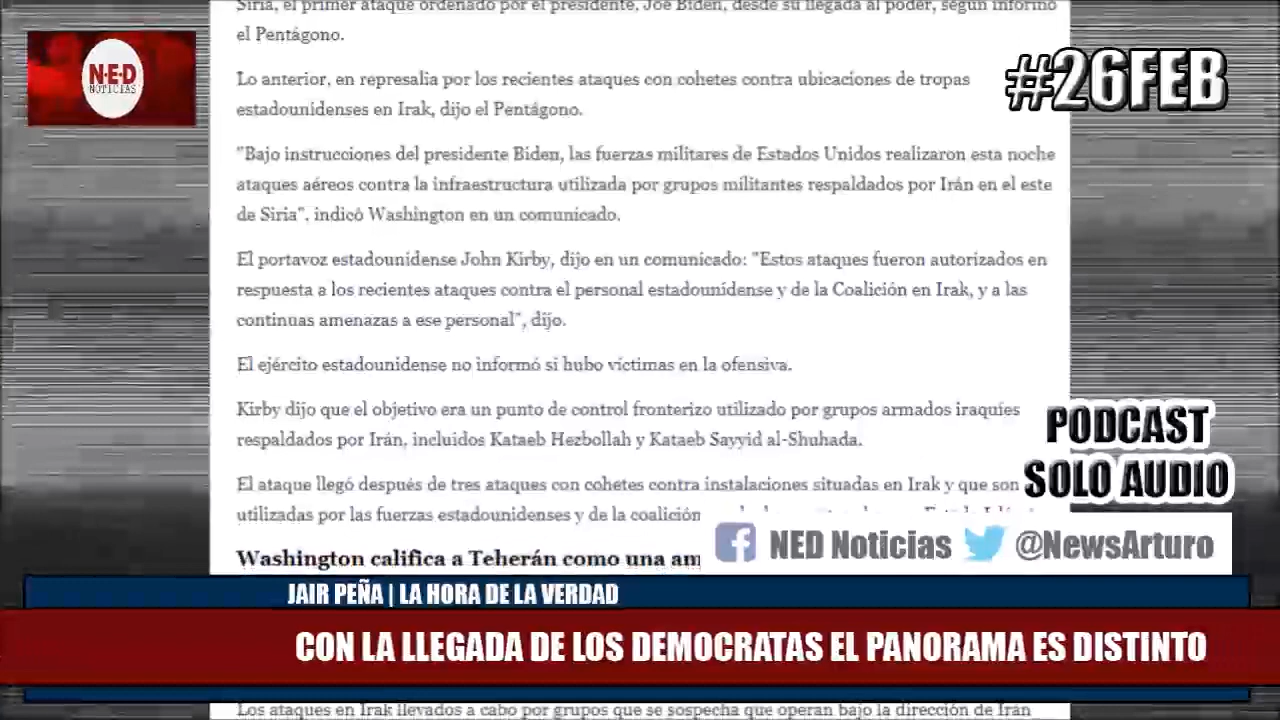 Siria, el primer ataque ordenado por el presidente, Joe Biden, desde su llegada al poder, según informó
el Pentágono.
N·E·D
NOTICIAS
#26FEB
Lo anterior, en represalia por los recientes ataques con cohetes contra ubicaciones de tropas
estadounidenses en Irak, dijo el Pentágono.
"Bajo instrucciones del presidente Biden, las fuerzas militares de Estados Unidos realizaron esta noche
ataques aéreos contra la infraestructura utilizada por grupos militantes respaldados por Irán en el este
de Siria", indicó Washington en un comunicado.
El portavoz estadounidense John Kirby, dijo en un comunicado: "Estos ataques fueron autorizados en
respuesta a los recientes ataques contra el personal estadounidense y de la Coalición en Irak, y a las
continuas amenazas a ese personal", dijo.
El ejército estadounidense no informó si hubo víctimas en la ofensiva.
Kirby dijo que el objetivo era un punto de control fronterizo utilizado por grupos armados iraquíes
respaldados por Irán, incluidos Kataeb Hezbollah y Kataeb Sayyid al-Shuhada.
PODCAST
SOLO AUDIO
El ataque llegó después de tres ataques con cohetes contra instalaciones situadas en Irak y que son
utilizadas por las fuerzas estadounidenses y de la coalición
NED Noticias @NewsArturo
Washington califica a Teherán como una am
JAIR PEÑA | LA HORA DE LA VERDAD
CON LA LLEGADA DE LOS DEMOCRATAS EL PANORAMA ES DISTINTO
Los ataques en Irak llevados a cabo por grupos que se sospecha que operan bajo la dirección de Irán